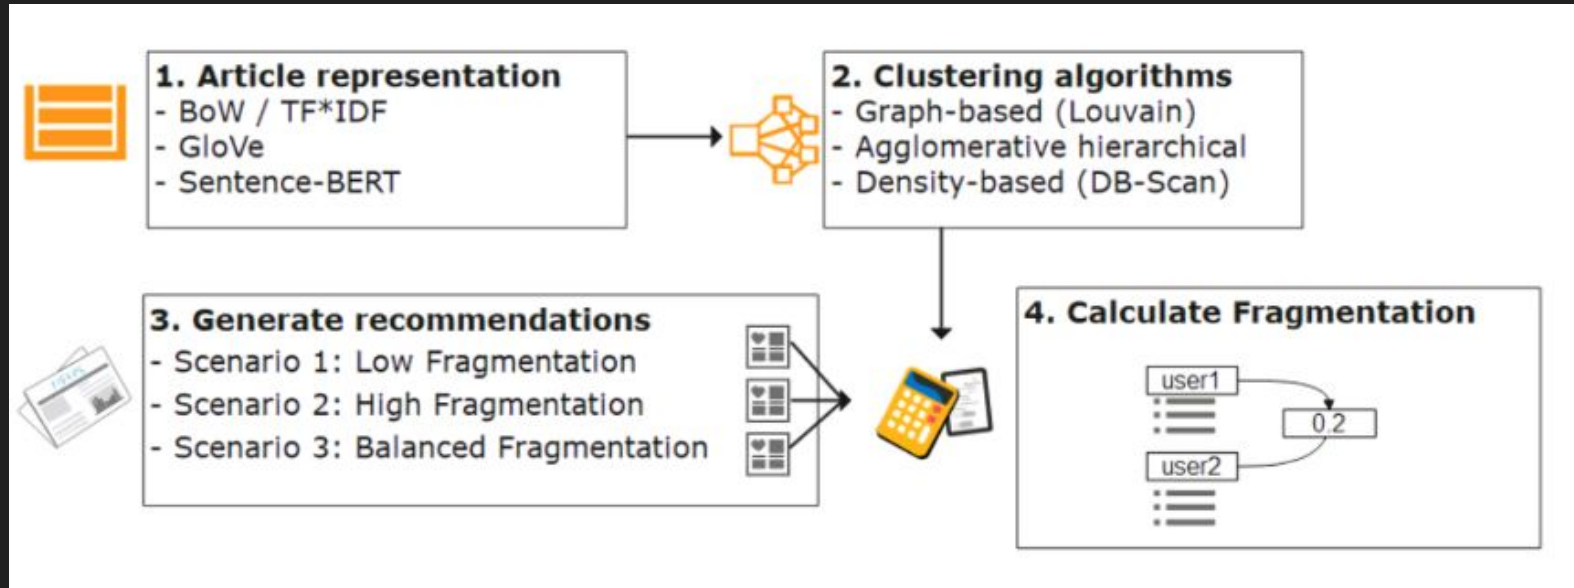 1. Article representation
- BoW / TF*IDF
- GloVe
- Sentence-BERT
2. Clustering algorithms
- Graph-based (Louvain)
- Agglomerative hierarchical
- Density-based (DB-Scan)
3. Generate recommendations
- Scenario 1: Low Fragmentation
- Scenario 2: High Fragmentation
- Scenario 3: Balanced Fragmentation
4. Calculate Fragmentation
user1
0.2
user2